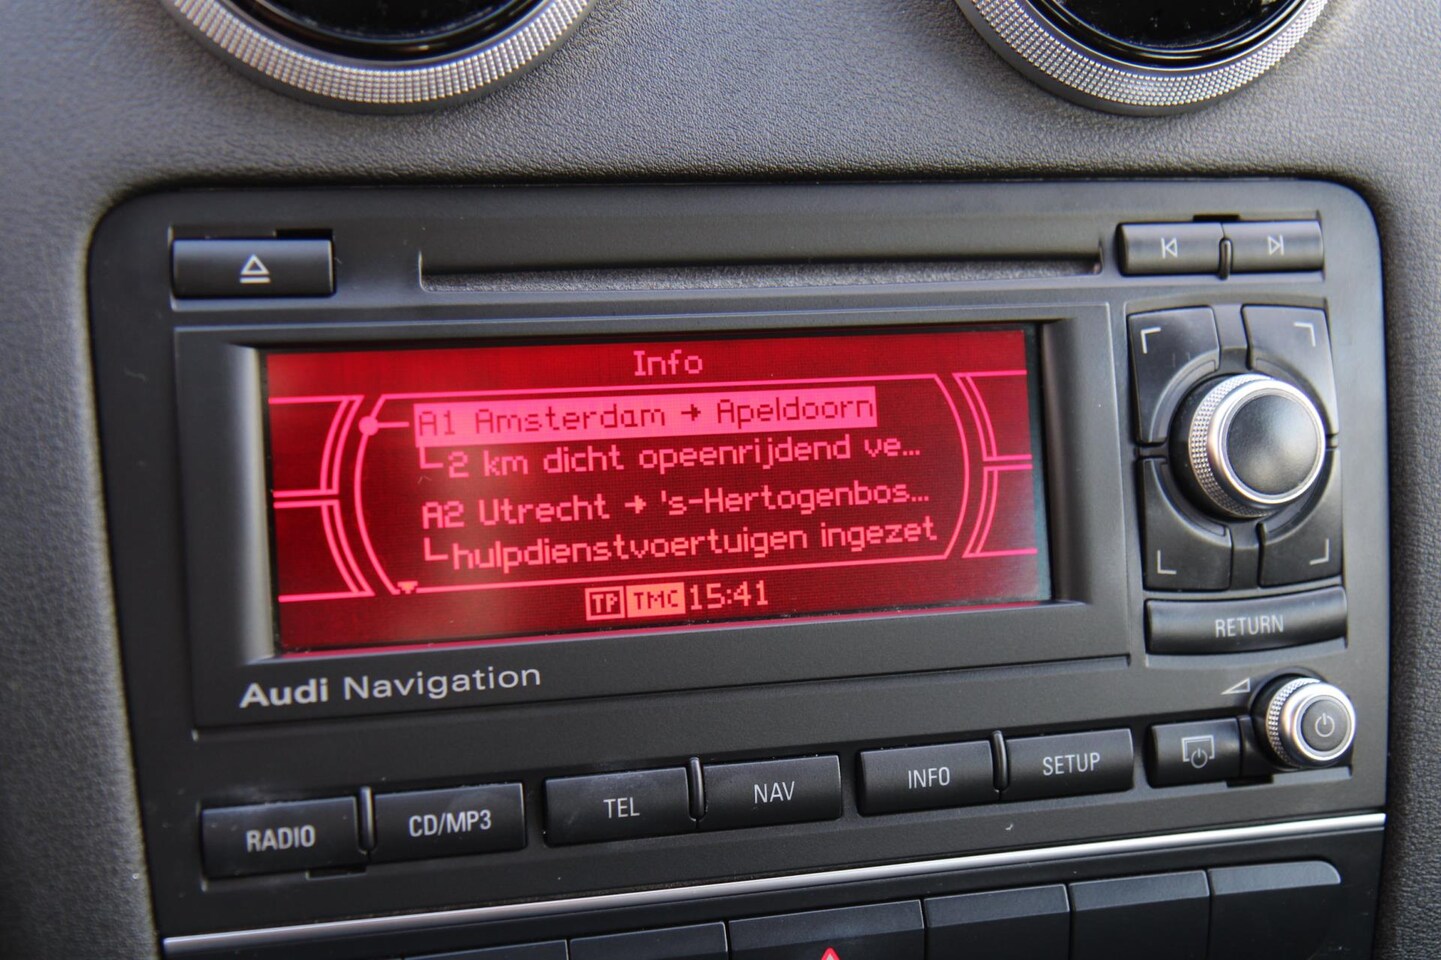 Info
A1 Amsterdam → Apeldoorn
2 km dicht opeenrijdend ve...
A2 Utrecht → 's-Hertogenbos...
hulpdienstvoertuigen ingezet
TP TMC 15:41
Audi Navigation
RETURN
RADIO CD/MP3 TEL NAV INFO SETUP